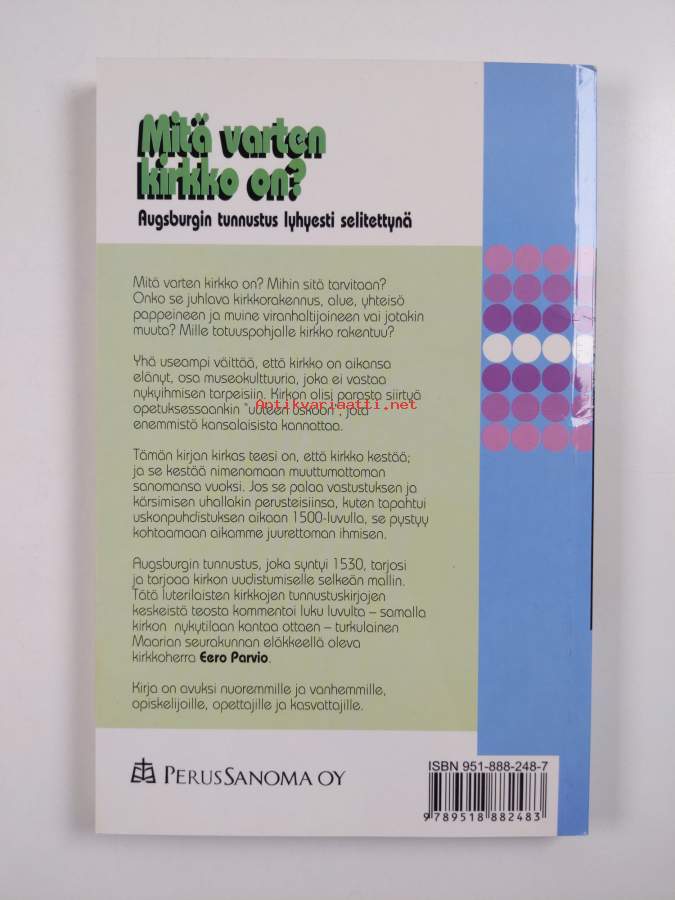 Mitä varten
kirkko on?
Augsburgin tunnustus lyhyesti selitettynä
Mitä varten kirkko on? Mihin sitä tarvitaan?
Onko se juhlava kirkkorakennus, alue, yhteisö
pappeineen ja muine viranhaltijoineen vai jotakin
muuta? Mille totuuspohjalle kirkko rakentuu?
Yhä useampi väittää, että kirkko on aikansa
elänyt, osa museokulttuuria, joka ei vastaa
nykyihmisen tarpeisiin. Kirkon olisi parasta siirtyä
opetuksessaankin "uuteen uskoon", jota
Antikvariaatti.net
enemmistö kansalaisista kannattaa.
Tämän kirjan kirkas teesi on, että kirkko kestää;
ja se kestää nimenomaan muuttumattoman
sanomansa vuoksi. Jos se palaa vastustuksen ja
kärsimisen uhallakin perusteisiinsa, kuten tapahtui
uskonpuhdistuksen aikaan 1500-luvulla, se pystyy
kohtaamaan aikamme juurettoman ihmisen.
Augsburgin tunnustus, joka syntyi 1530, tarjosi
ja tarjoaa kirkon uudistumiselle selkeän mallin.
Tätä luterilaisten kirkkojen tunnustuskirjojen
keskeistä teosta kommentoi luku luvulta – samalla
kirkon nykytilaan kantaa ottaen – turkulainen
Maarian seurakunnan eläkkeellä oleva
kirkkoherra Eero Parvio.
Kirja on avuksi nuoremmille ja vanhemmille,
opiskelijoille, opettajille ja kasvattajille.
PERUSSANOMA OY
ISBN 951-888-248-7
9 789518 882483